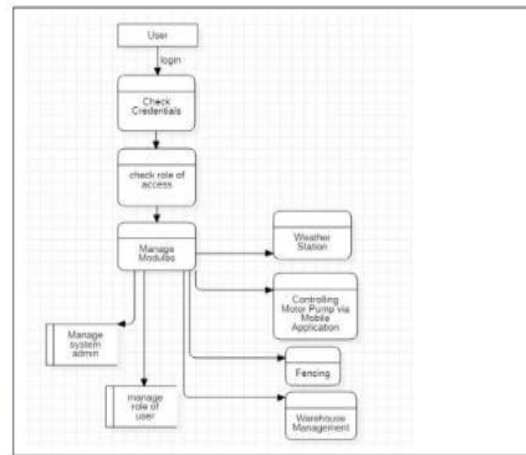 User
login
Check
Credentials
check role of
access
Manage
Modules
Weather
Station
Controlling
Motor Pump via
Mobile
Application
Manage
system
admin
Fencing
manage
role of
user
Warehouse
Management